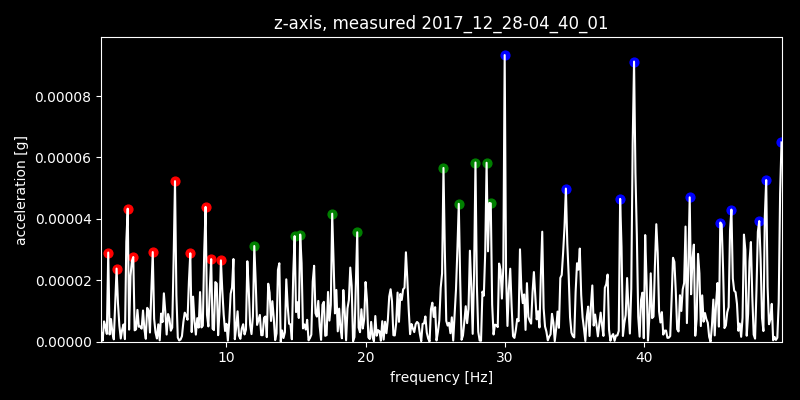 z-axis, measured 2017_12_28-04_40_01
acceleration [g]
0.00008
0.00006
0.00004
0.00002
0.00000
10 20 30 40
frequency [Hz]